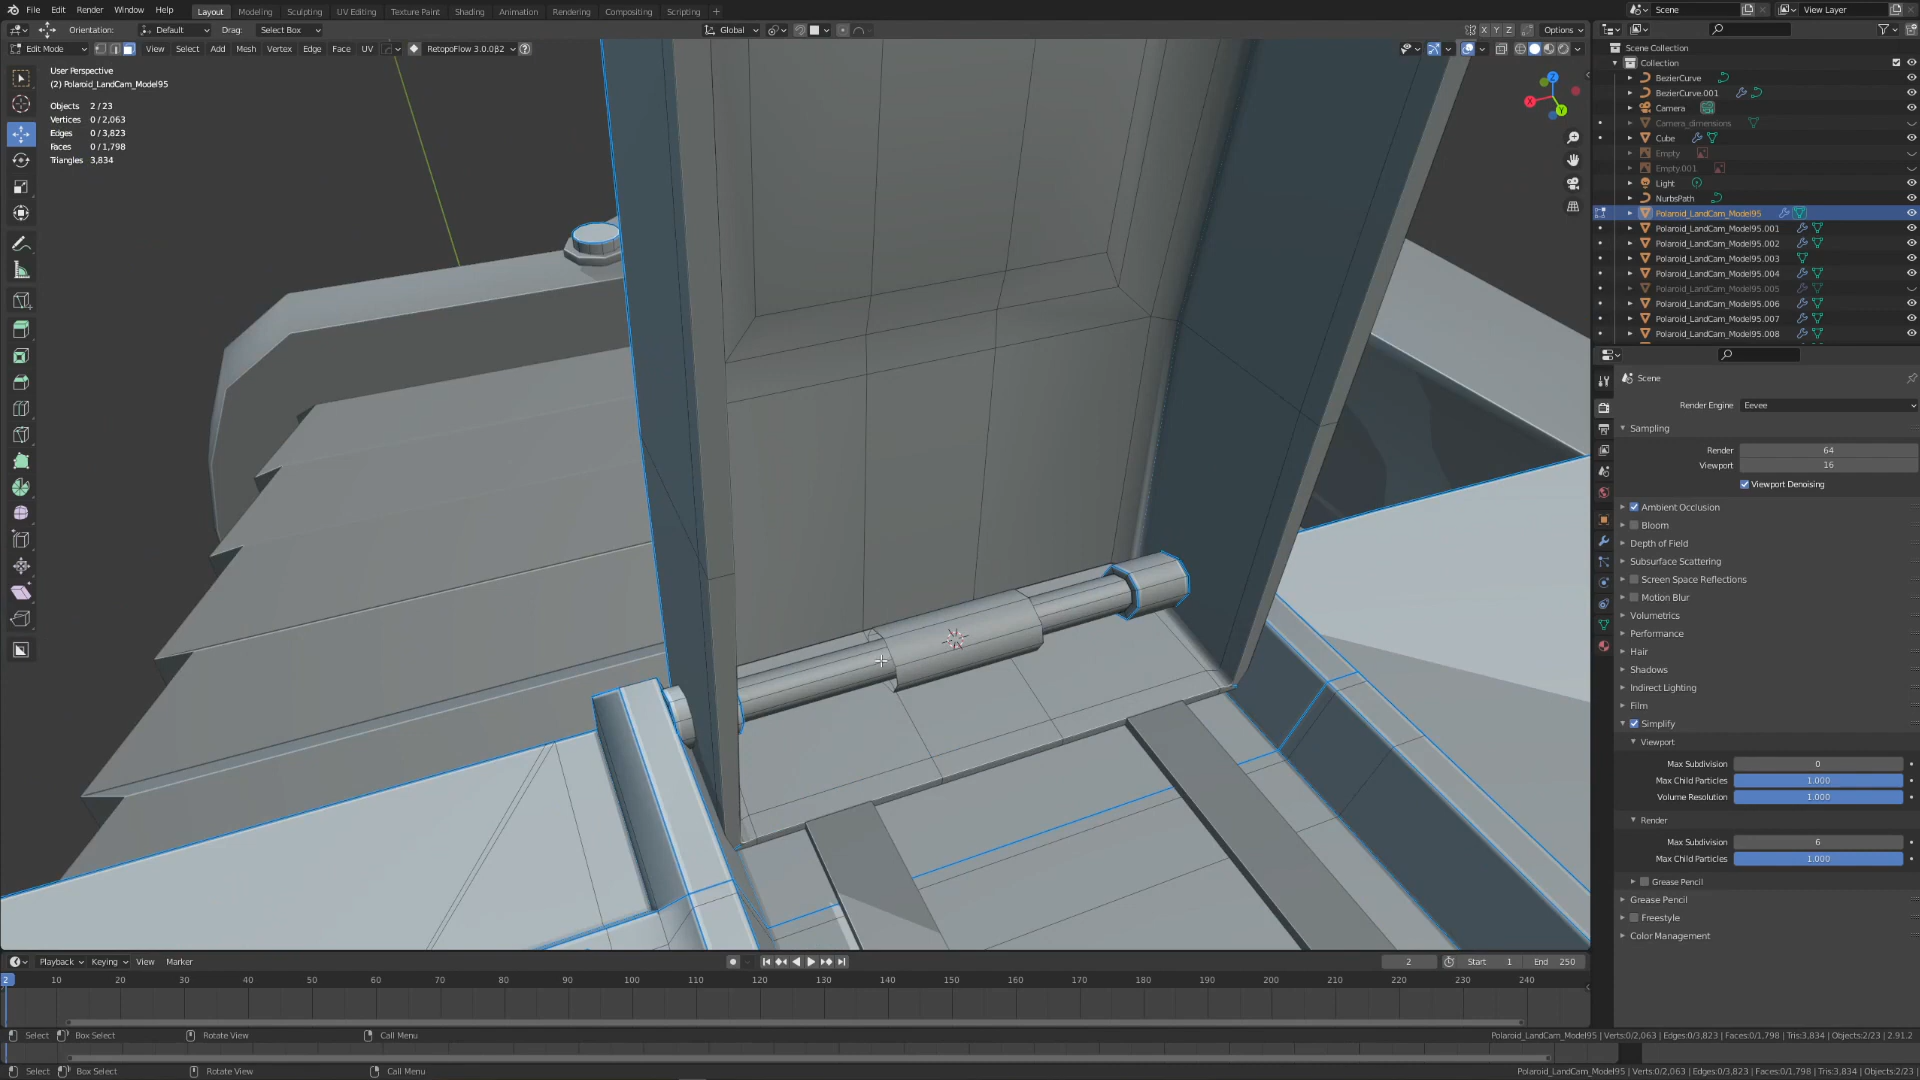 File Edit Render Window Help Layout Modeling Sculpting UV Editing Texture Paint Shading Animation Rendering Compositing Scripting + Scene View Layer
Orientation: Default Drag: Select Box Global X Y Z Options
Edit Mode View Select Add Mesh Vertex Edge Face UV RetopoFlow 3.0.0β2
User Perspective
(2) Polaroid_LandCam_Model95
Objects 2 / 23
Vertices 0 / 2,063
Edges 0 / 3,823
Faces 0 / 1,798
Triangles 3,834
Z
X
Y
Scene Collection
Collection
BezierCurve
BezierCurve.001
Camera
Camera_dimensions
Cube
Empty
Empty.001
Light
NurbsPath
Polaroid_LandCam_Model95
Polaroid_LandCam_Model95.001
Polaroid_LandCam_Model95.002
Polaroid_LandCam_Model95.003
Polaroid_LandCam_Model95.004
Polaroid_LandCam_Model95.005
Polaroid_LandCam_Model95.006
Polaroid_LandCam_Model95.007
Polaroid_LandCam_Model95.008
Scene
Render Engine Eevee
Sampling
Render 64
Viewport 16
Viewport Denoising
Ambient Occlusion
Bloom
Depth of Field
Subsurface Scattering
Screen Space Reflections
Motion Blur
Volumetrics
Performance
Hair
Shadows
Indirect Lighting
Film
Simplify
Viewport
Max Subdivision 0
Max Child Particles 1.000
Volume Resolution 1.000
Render
Max Subdivision 6
Max Child Particles 1.000
Grease Pencil
Grease Pencil
Freestyle
Color Management
Playback Keying View Marker 2 Start 1 End 250
2 10 20 30 40 50 60 70 80 90 100 110 120 130 140 150 160 170 180 190 200 210 220 230 240
Select Box Select Rotate View Call Menu Polaroid_LandCam_Model95 | Verts:0/2,063 | Edges:0/3,823 | Faces:0/1,798 | Tris:3,834 | Objects:2/23 | 2.91.2
Select Box Select Rotate View Call Menu Polaroid_LandCam_Model95 | Verts:0/2,063 | Edges:0/3,823 | Faces:0/1,798 | Tris:3,834 | Objects:2/23